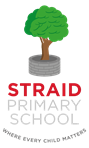 STRAID
PRIMARY
SCHOOL
WHERE EVERY CHILD MATTERS